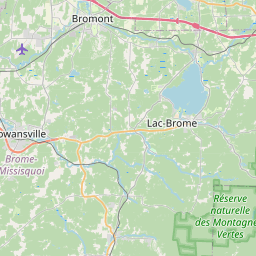 Bromont
Lac-Brome
owansville
Brome-
Missisquoi
Réserve
naturelle
des Montagnes
Vertes